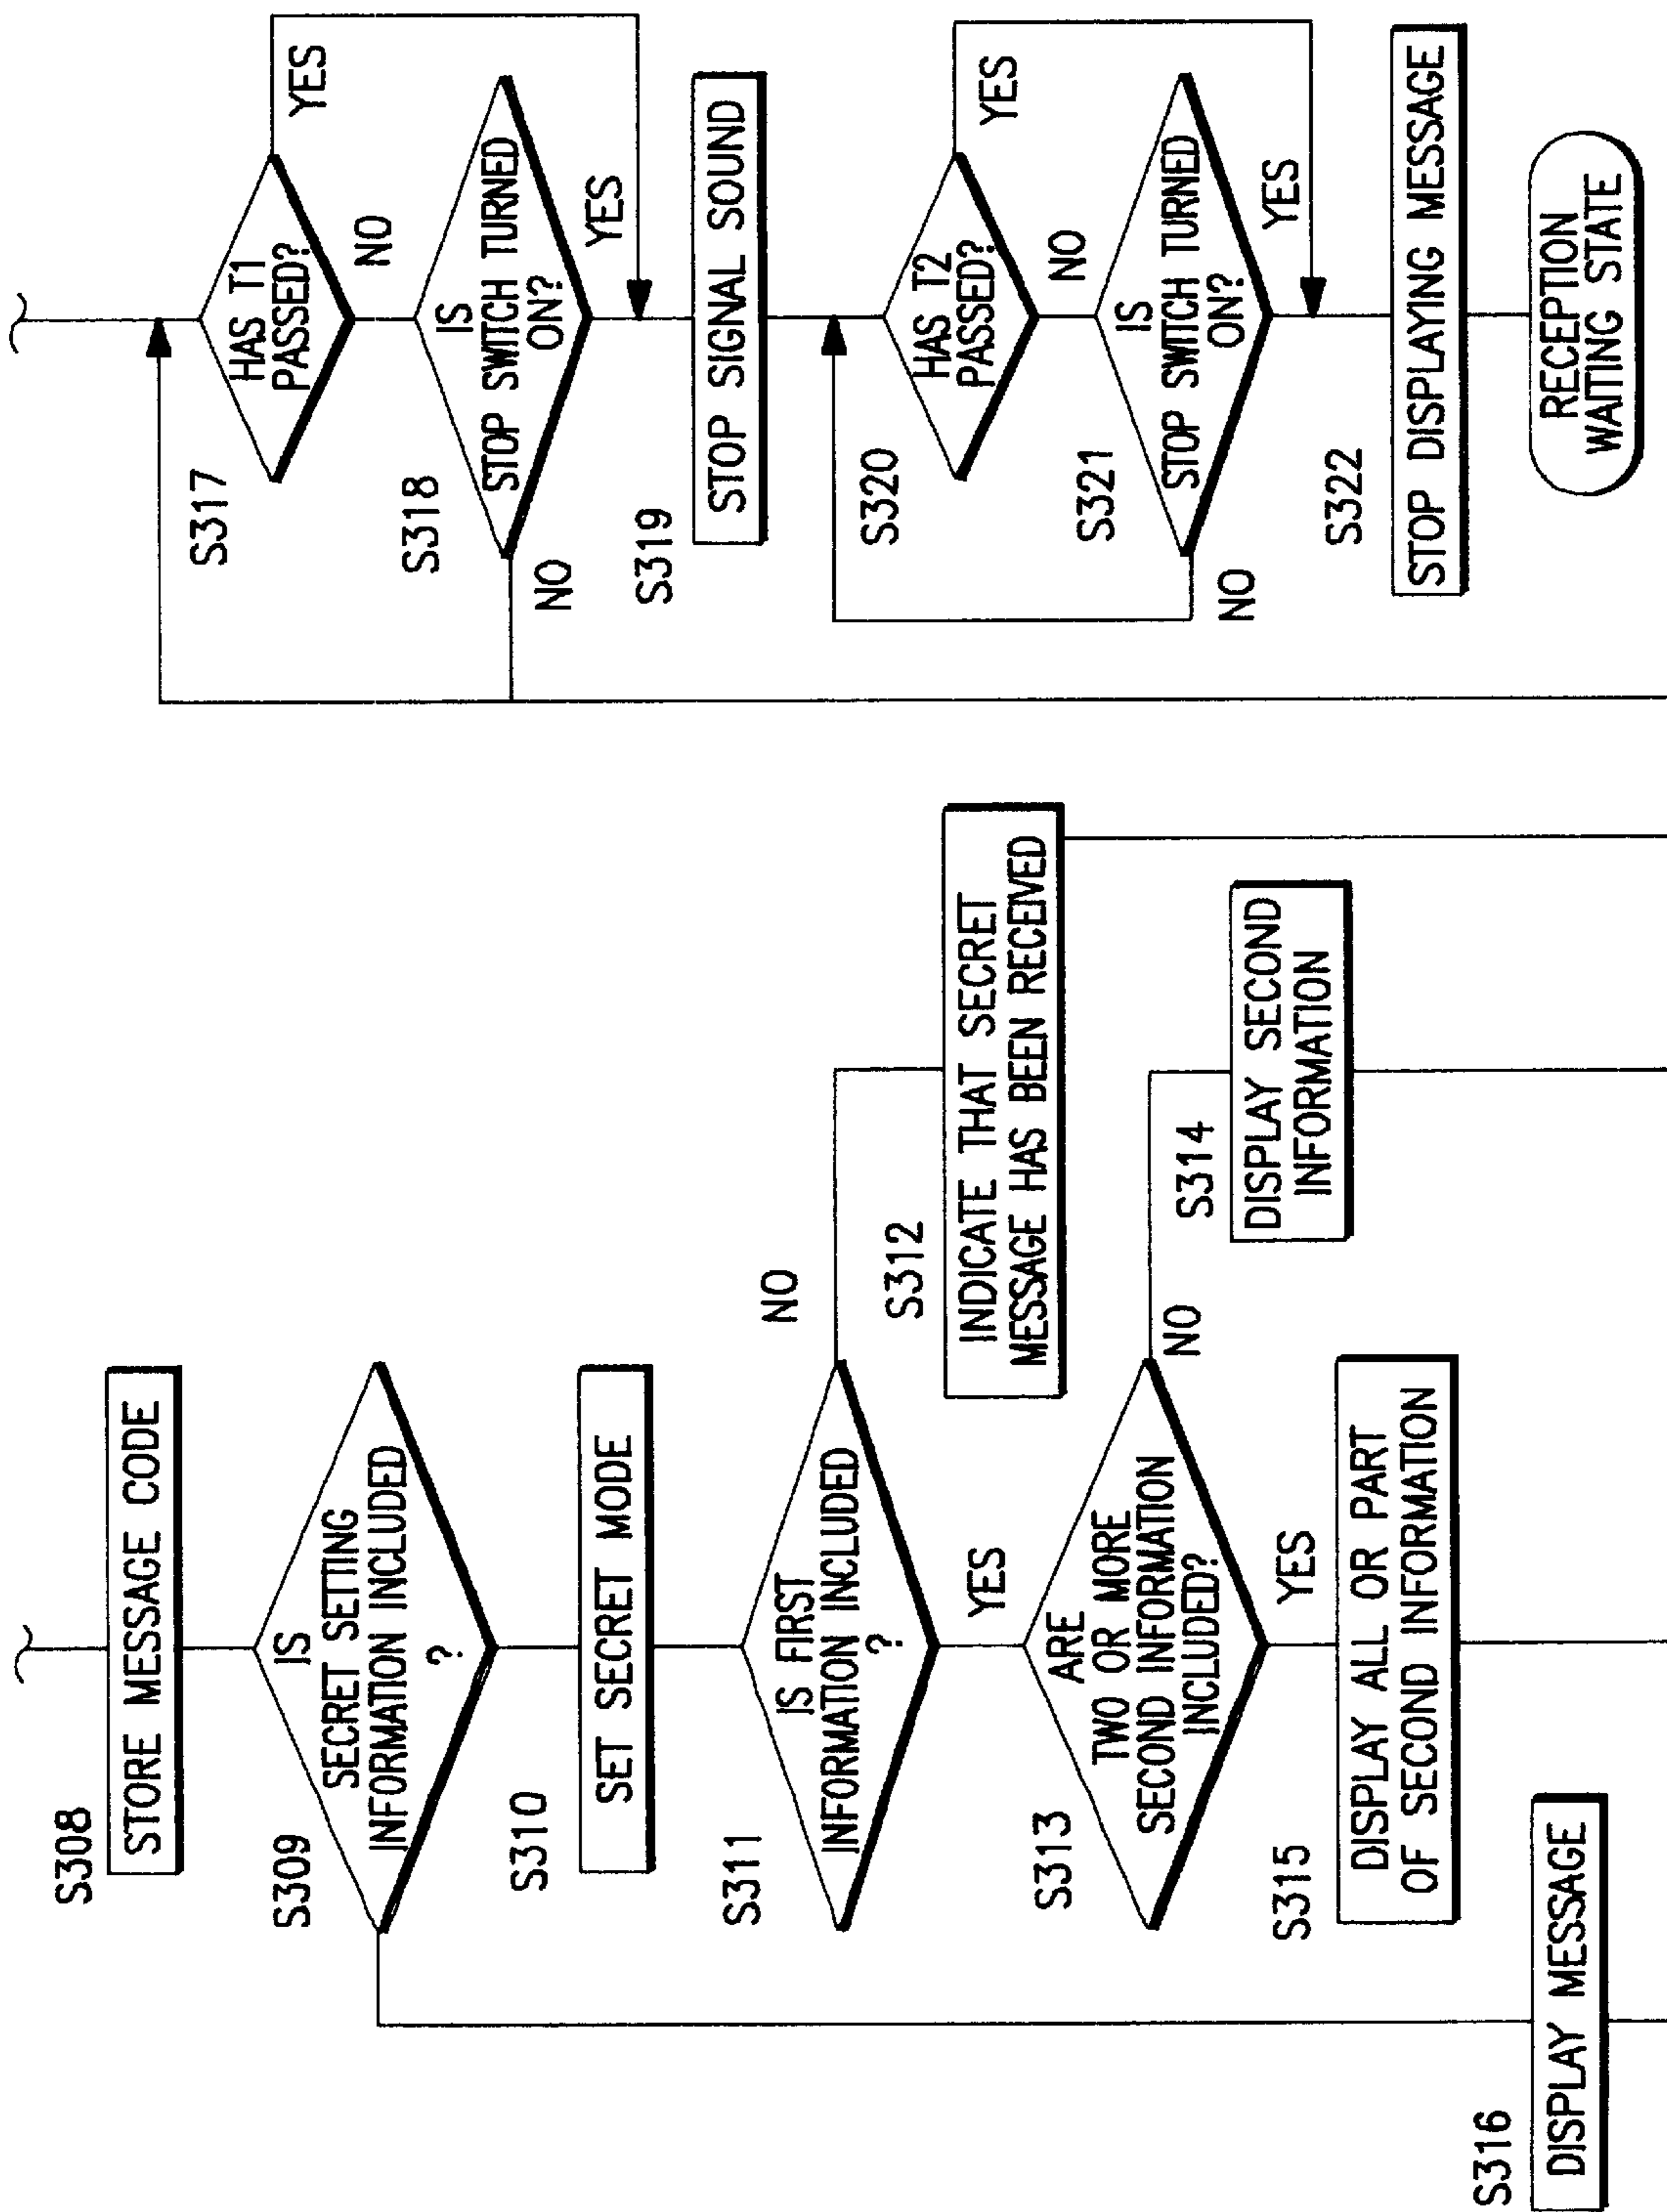 S308
STORE MESSAGE CODE
S309
IS
SECRET SETTING
INFORMATION INCLUDED
?
S310
SET SECRET MODE
S311
IS FIRST
INFORMATION INCLUDED
?
NO
YES
S312
INDICATE THAT SECRET
MESSAGE HAS BEEN RECEIVED
S313
ARE
TWO OR MORE
SECOND INFORMATION
INCLUDED?
NO
YES
S314
DISPLAY SECOND
INFORMATION
S315
DISPLAY ALL OR PART
OF SECOND INFORMATION
S316
DISPLAY MESSAGE
S317
HAS T1
PASSED?
YES
NO
S318
IS
STOP SWITCH TURNED
ON?
NO
YES
S319
STOP SIGNAL SOUND
S320
HAS T2
PASSED?
YES
NO
S321
IS
STOP SWITCH TURNED
ON?
NO
YES
S322
STOP DISPLAYING MESSAGE
RECEPTION
WAITING STATE